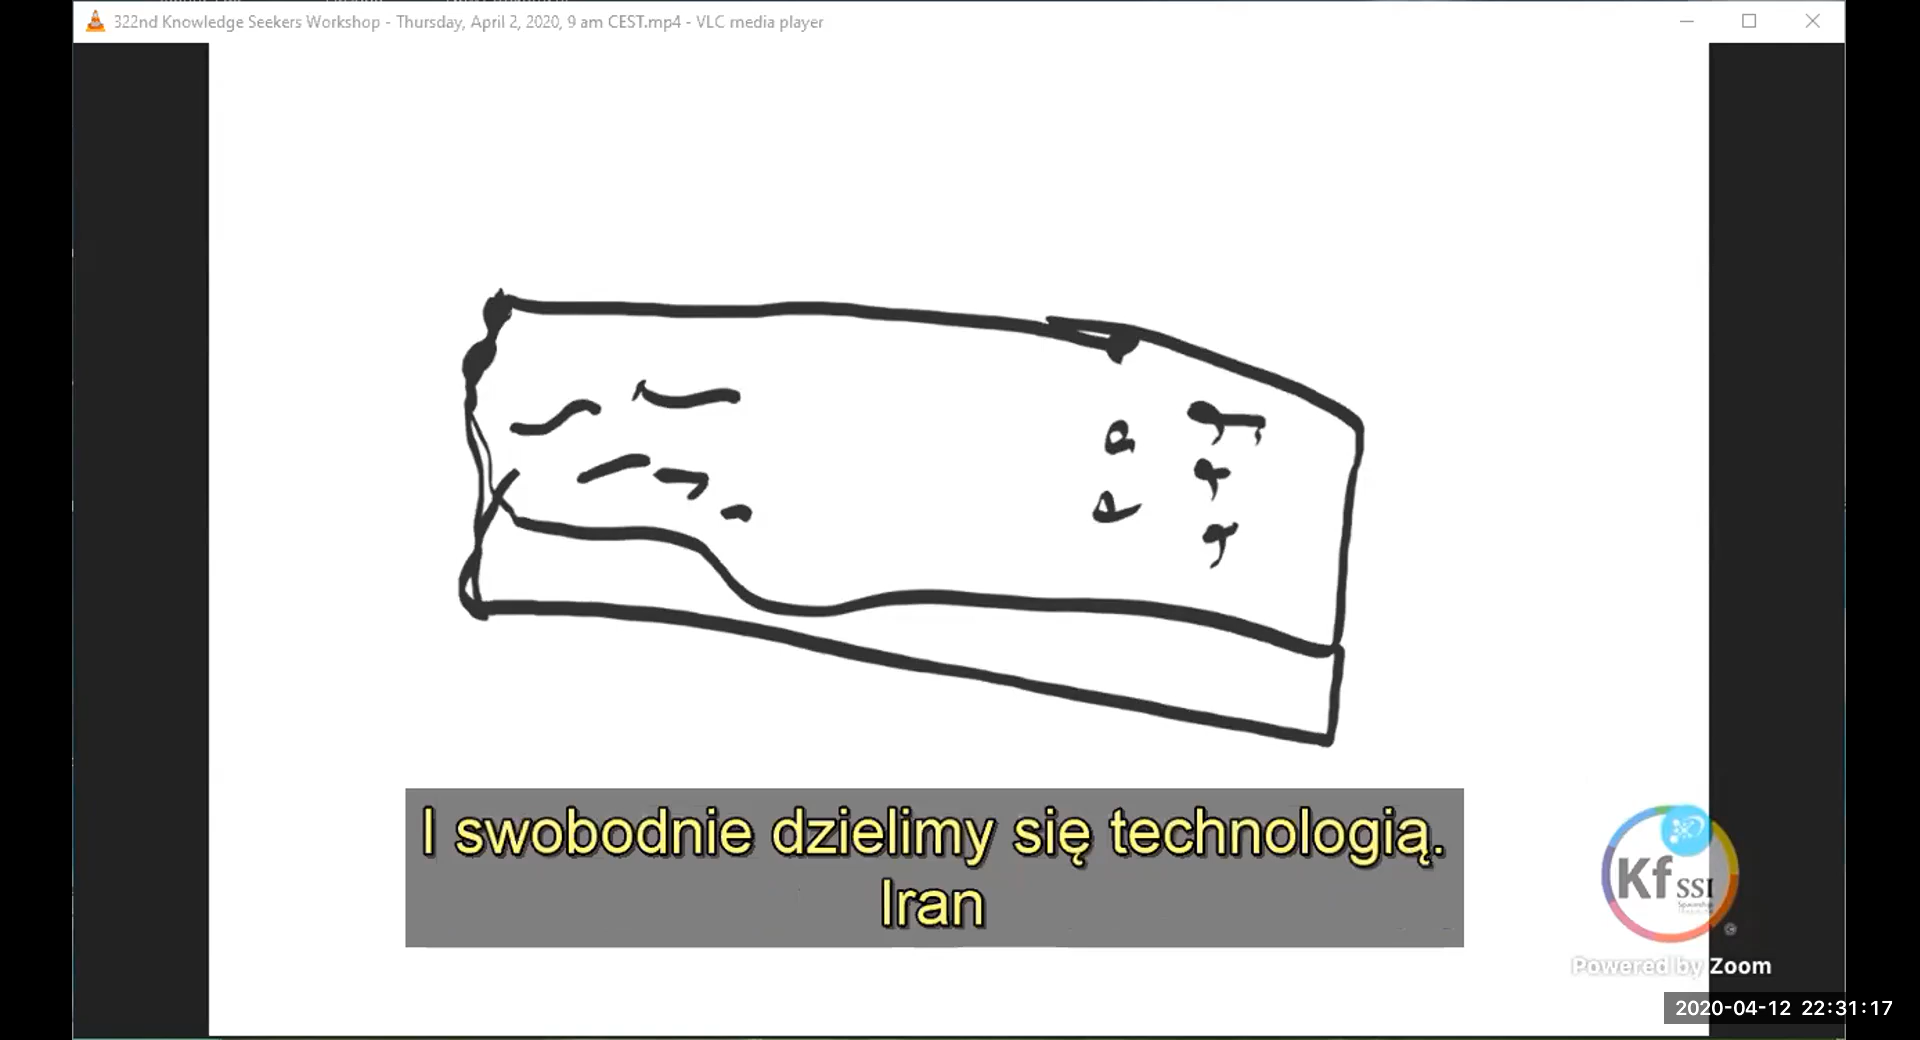 322nd Knowledge Seekers Workshop - Thursday, April 2, 2020, 9 am CEST.mp4 - VLC media player
I swobodnie dzielimy się technologią.
Iran
Kf SSI
Powered by Zoom
2020-04-12 22:31:17